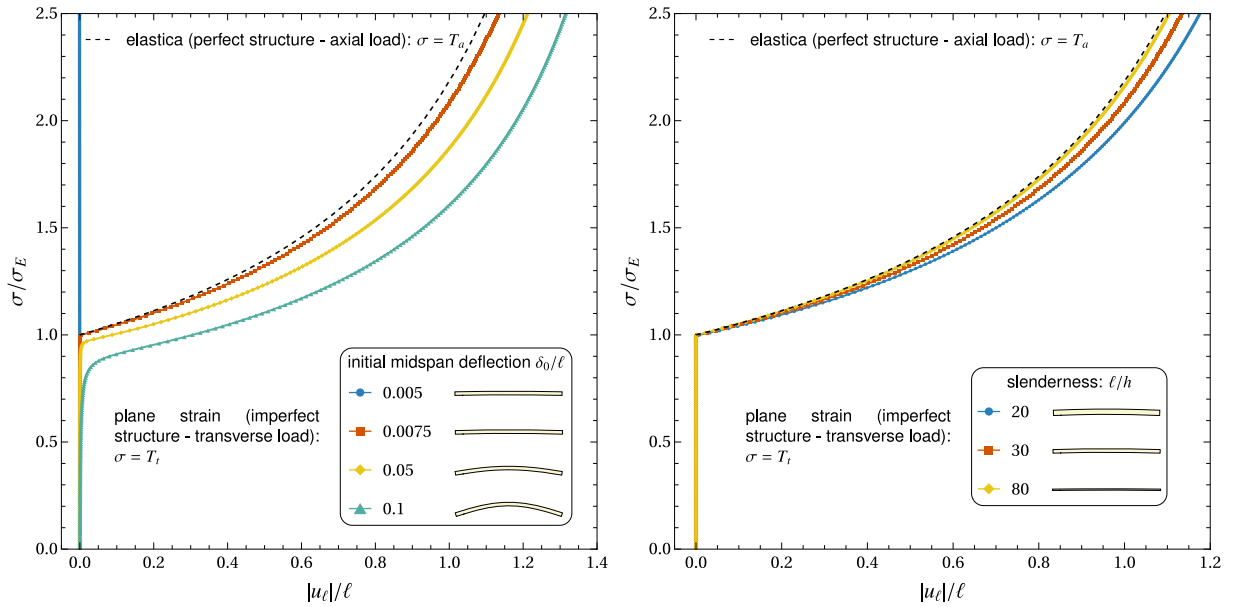 2.5
2.0
1.5
1.0
0.5
0.0
σ/σ_E
elastica (perfect structure - axial load): σ = T_a
initial midspan deflection δ_0/ℓ
0.005
0.0075
0.05
0.1
plane strain (imperfect
structure - transverse load):
σ = T_t
0.0 0.2 0.4 0.6 0.8 1.0 1.2 1.4
|u_ℓ|/ℓ
2.5
2.0
1.5
1.0
0.5
0.0
σ/σ_E
elastica (perfect structure - axial load): σ = T_a
slenderness: ℓ/h
20
30
80
plane strain (imperfect
structure - transverse load):
σ = T_t
0.0 0.2 0.4 0.6 0.8 1.0 1.2
|u_ℓ|/ℓ